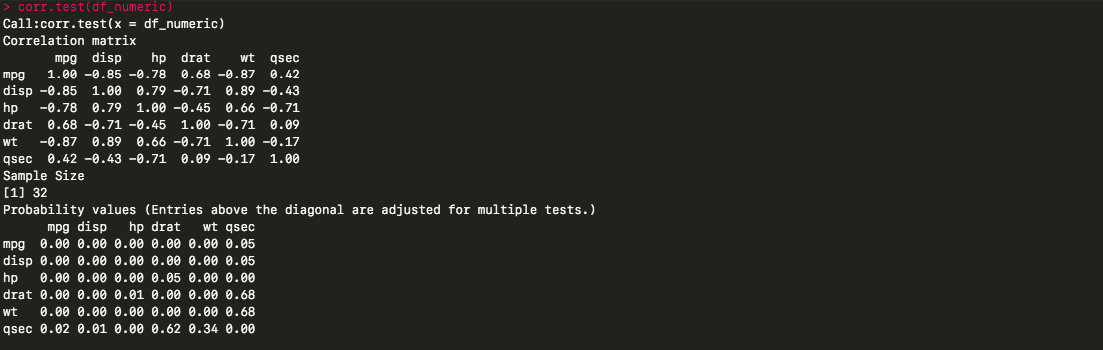 > corr.test(df_numeric)
Call:corr.test(x = df_numeric)
Correlation matrix
       mpg  disp    hp  drat    wt  qsec
mpg   1.00 -0.85 -0.78  0.68 -0.87  0.42
disp -0.85  1.00  0.79 -0.71  0.89 -0.43
hp   -0.78  0.79  1.00 -0.45  0.66 -0.71
drat  0.68 -0.71 -0.45  1.00 -0.71  0.09
wt   -0.87  0.89  0.66 -0.71  1.00 -0.17
qsec  0.42 -0.43 -0.71  0.09 -0.17  1.00
Sample Size
[1] 32
Probability values (Entries above the diagonal are adjusted for multiple tests.)
      mpg disp   hp drat   wt qsec
mpg  0.00 0.00 0.00 0.00 0.00 0.05
disp 0.00 0.00 0.00 0.00 0.00 0.05
hp   0.00 0.00 0.00 0.05 0.00 0.00
drat 0.00 0.00 0.01 0.00 0.00 0.68
wt   0.00 0.00 0.00 0.00 0.00 0.68
qsec 0.02 0.01 0.00 0.62 0.34 0.00